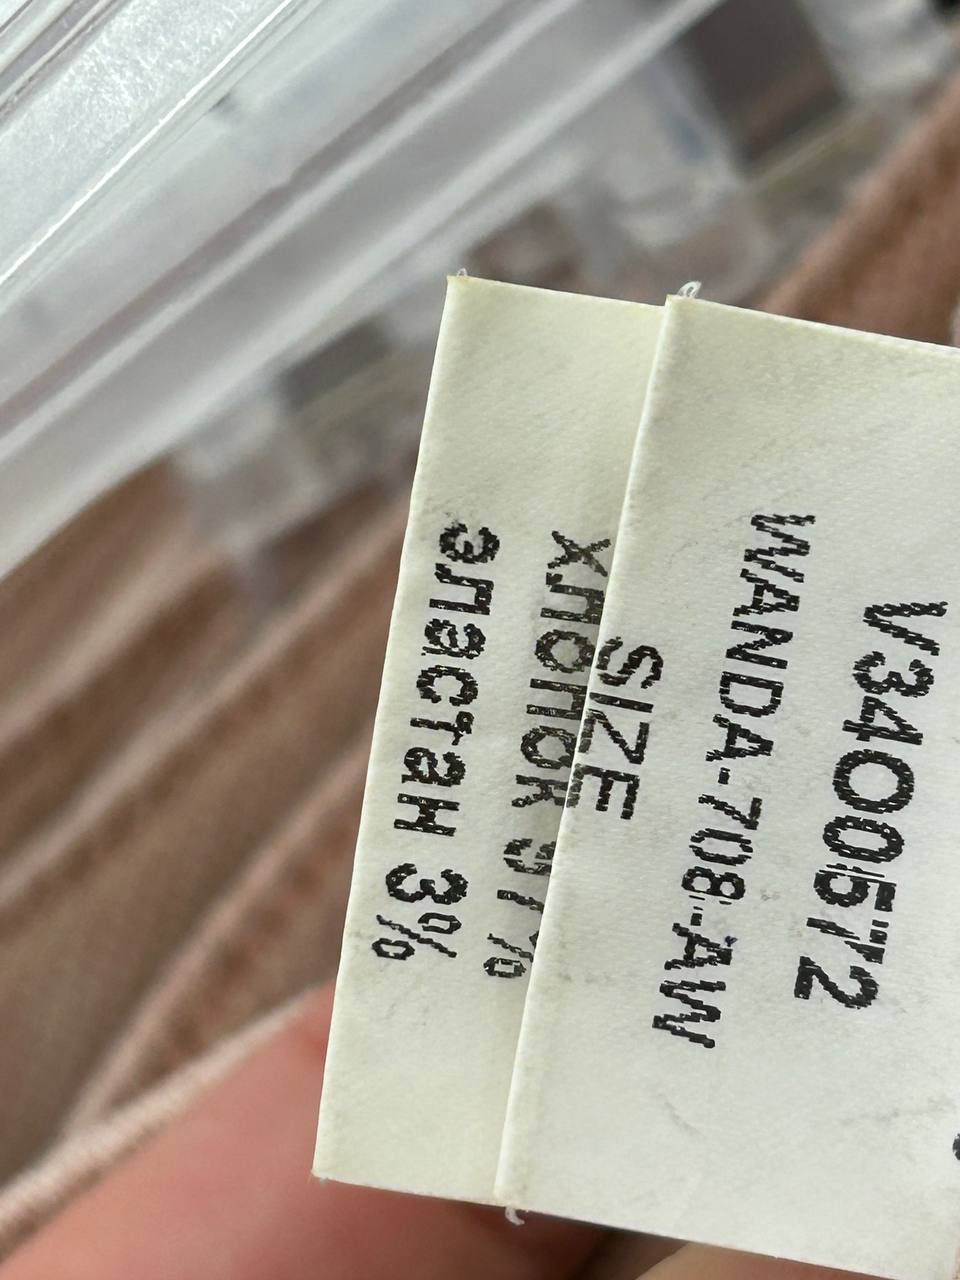 V3400572
WANDA-708-AW
SIZE
хлопок 97%
эластан 3%